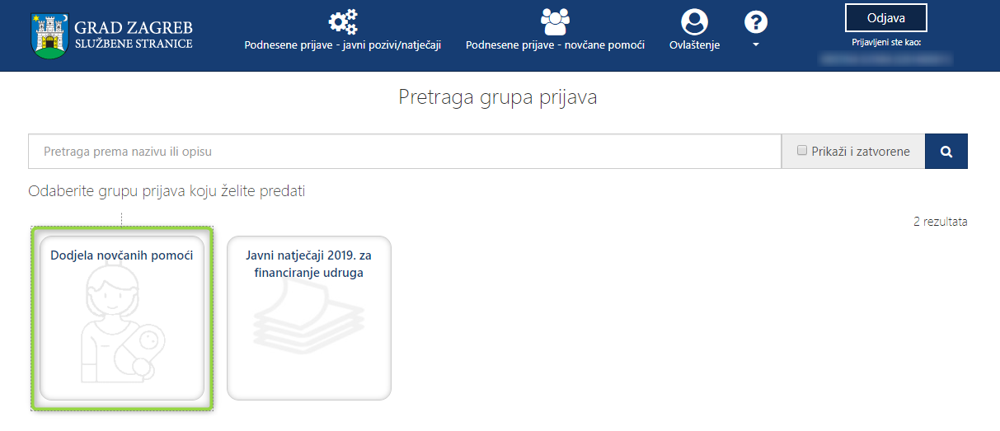 GRAD ZAGREB
SLUŽBENE STRANICE
Podnesene prijave - javni pozivi/natječaji
Podnesene prijave - novčane pomoći
Ovlaštenje
?
Odjava
Prijavljeni ste kao:
Pretraga grupa prijava
Pretraga prema nazivu ili opisu
Prikaži i zatvorene
Odaberite grupu prijava koju želite predati
2 rezultata
Dodjela novčanih pomoći
Javni natječaji 2019. za
financiranje udruga